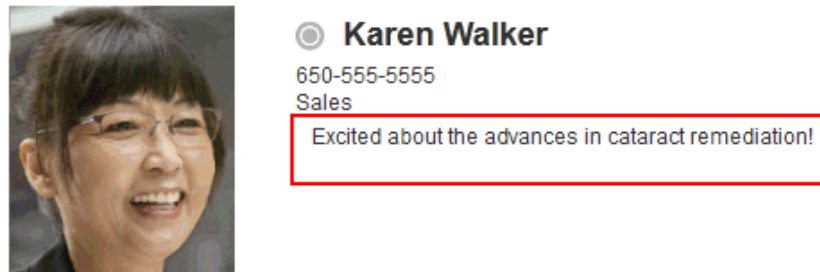 Karen Walker
650-555-5555
Sales
Excited about the advances in cataract remediation!